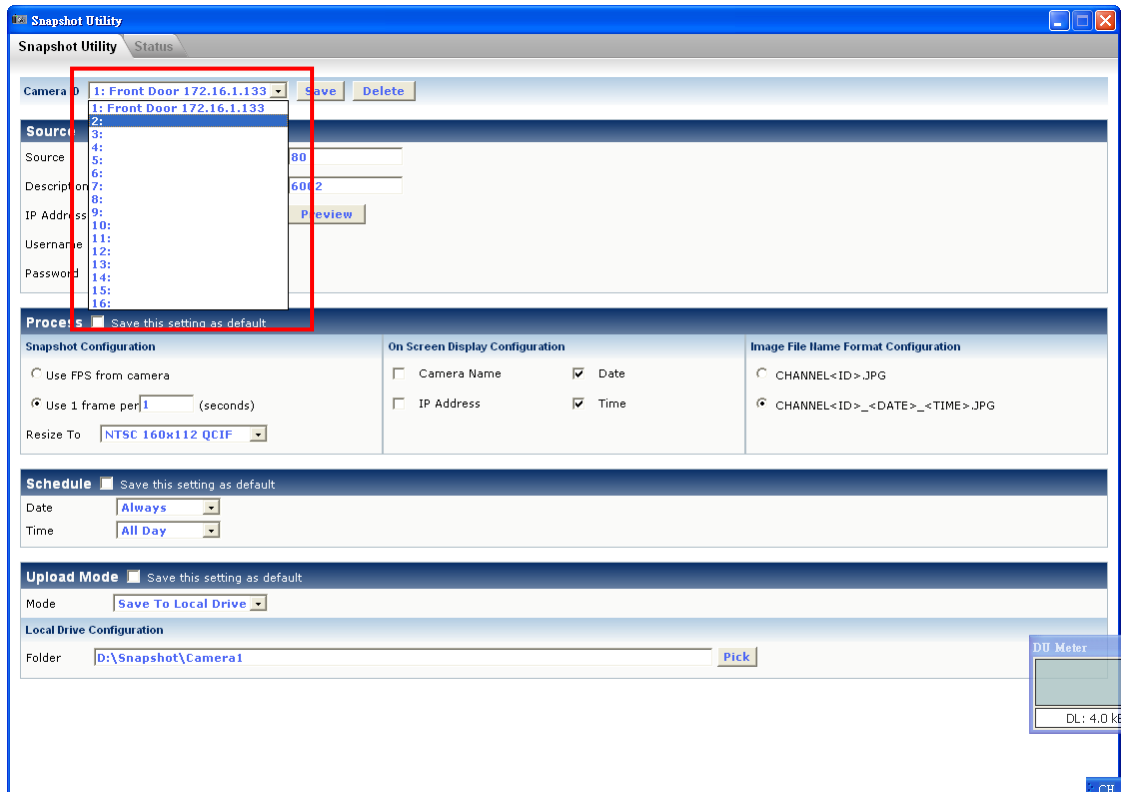 Snapshot Utility
Snapshot Utility Status
Camera ID 1: Front Door 172.16.1.133 Save Delete
1: Front Door 172.16.1.133
2:
3:
4:
5:
6:
7:
8:
9:
10:
11:
12:
13:
14:
15:
16:
Source
Source 80
Description 6002
IP Address Preview
Username
Password
Process Save this setting as default
Snapshot Configuration On Screen Display Configuration Image File Name Format Configuration
Use FPS from camera Camera Name Date CHANNEL<ID>.JPG
Use 1 frame per 1 (seconds) IP Address Time CHANNEL<ID>_<DATE>_<TIME>.JPG
Resize To NTSC 160x112 QCIF
Schedule Save this setting as default
Date Always
Time All Day
Upload Mode Save this setting as default
Mode Save To Local Drive
Local Drive Configuration
Folder D:\Snapshot\Camera1 Pick
DU Meter
DL: 4.0
CH